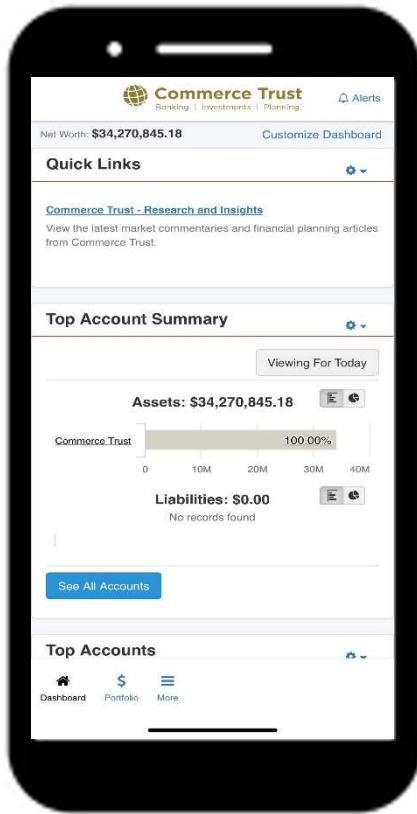 Commerce Trust
Banking | Investments | Planning
Alerts
Net Worth: $34,270,845.18 Customize Dashboard
Quick Links
Commerce Trust - Research and Insights
View the latest market commentaries and financial planning articles
from Commerce Trust.
Top Account Summary
Viewing For Today
Assets: $34,270,845.18
Commerce Trust 100.00%
0 10M 20M 30M 40M
Liabilities: $0.00
No records found
See All Accounts
Top Accounts
Dashboard Portfolio More